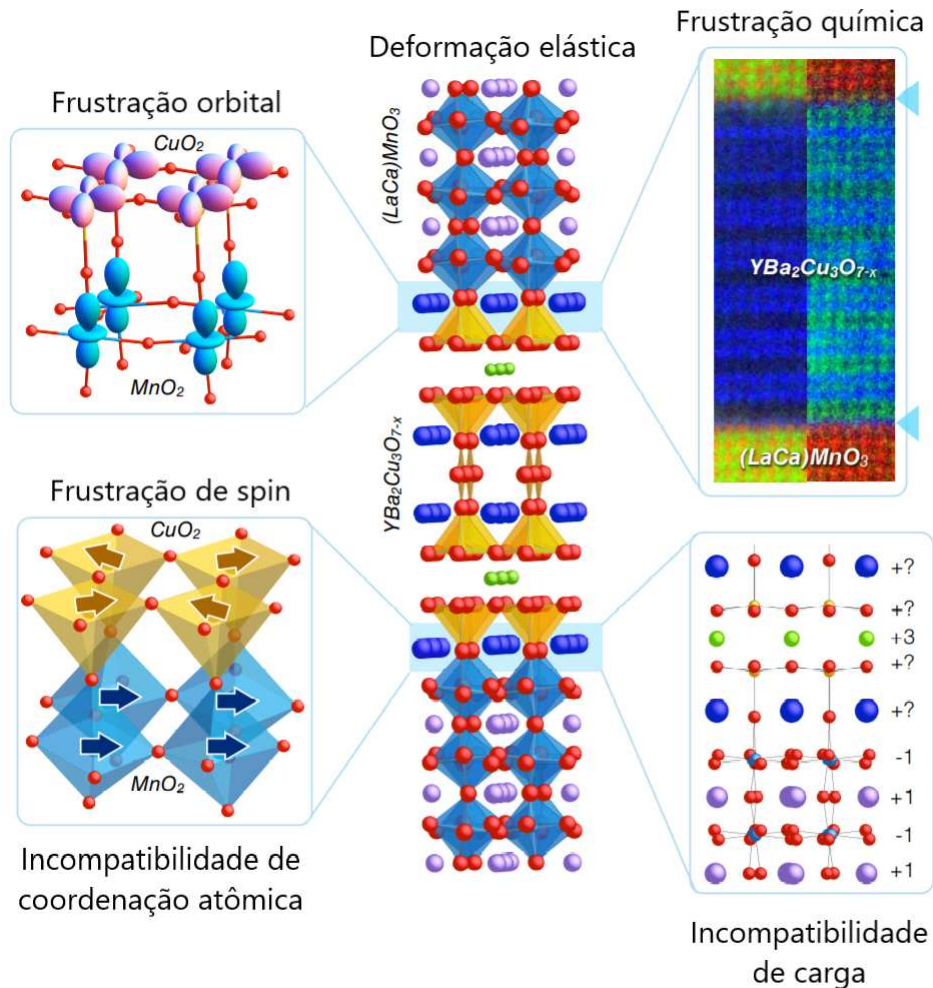 Frustração orbital
CuO₂
MnO₂
Deformação elástica
(LaCa)MnO₃
YBa₂Cu₃O₇₋ₓ
Frustração química
YBa₂Cu₃O₇₋ₓ
(LaCa)MnO₃
Frustração de spin
CuO₂
MnO₂
Incompatibilidade de
coordenação atômica
+?
+?
+3
+?
+?
-1
+1
-1
+1
Incompatibilidade
de carga